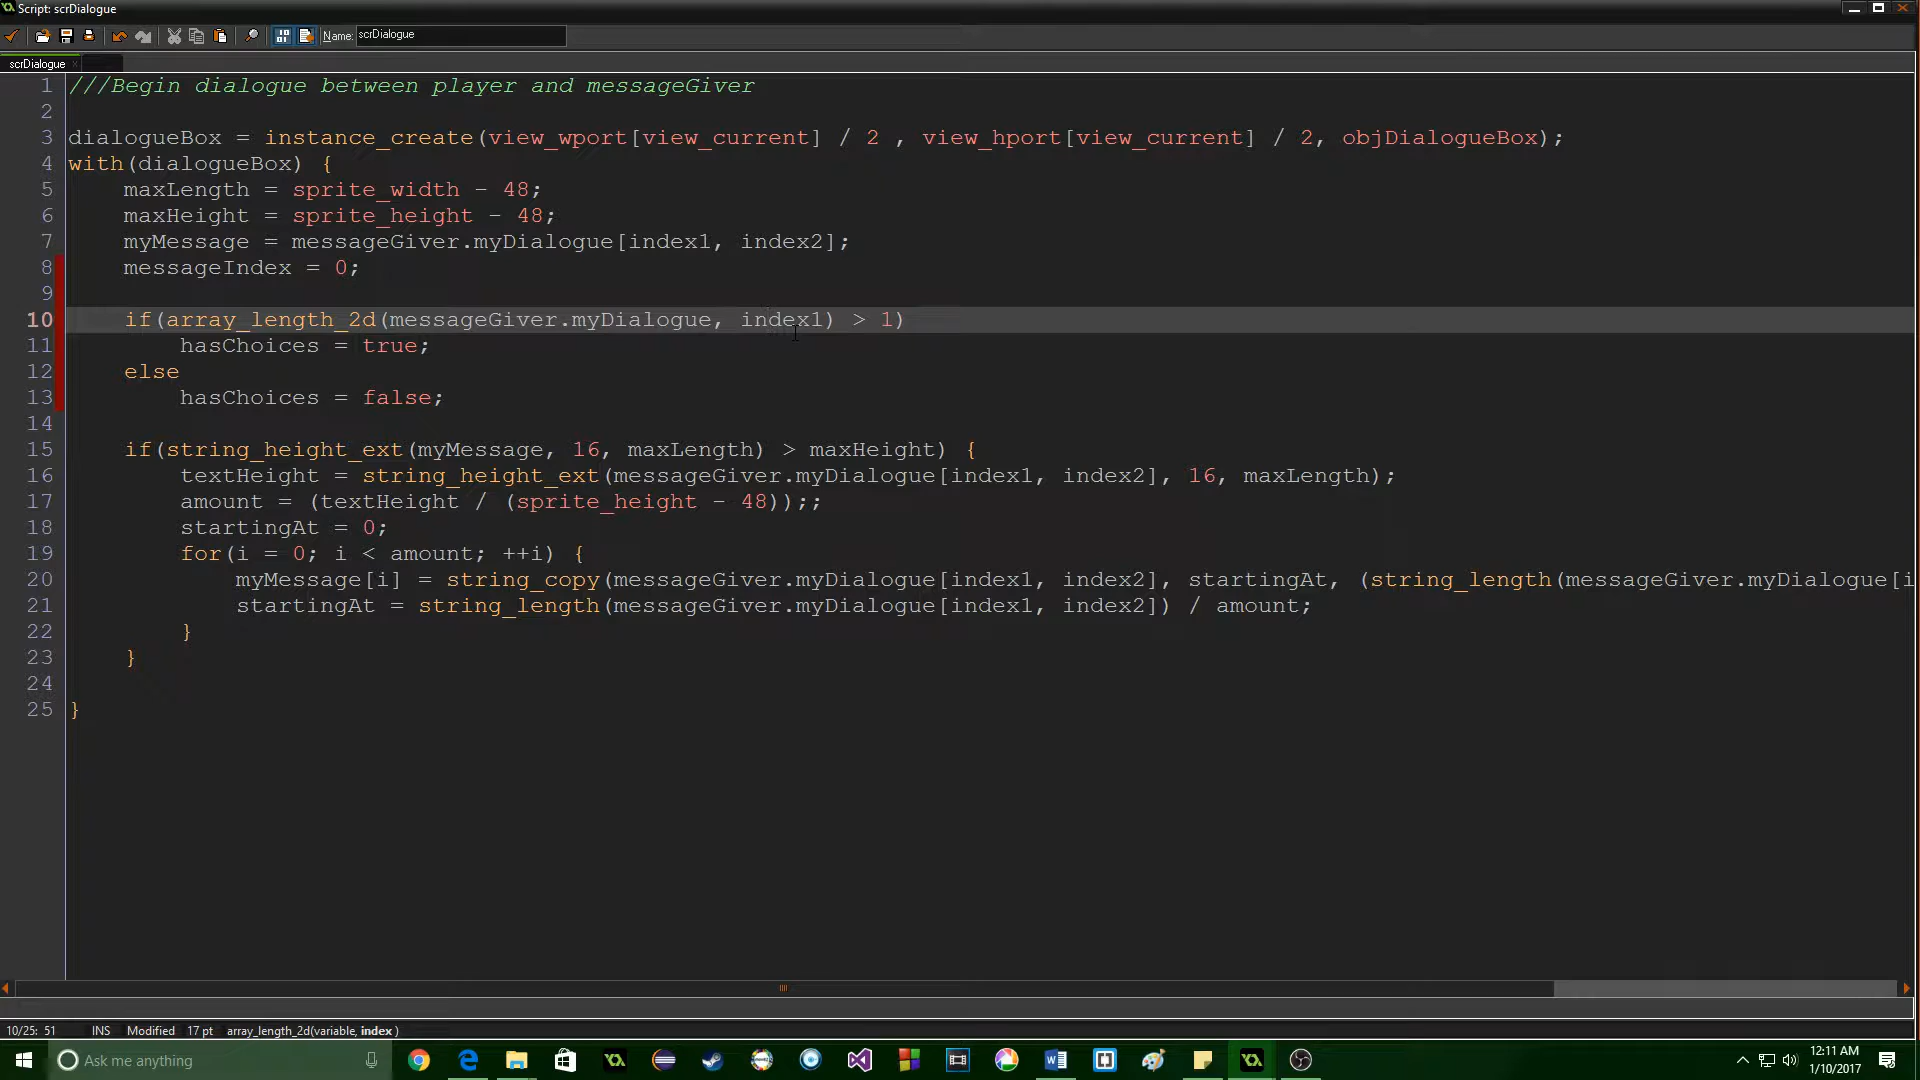 Script: scrDialogue
Name: scrDialogue
scrDialogue
1 ///Begin dialogue between player and messageGiver
2
3 dialogueBox = instance_create(view_wport[view_current] / 2 , view_hport[view_current] / 2, objDialogueBox);
4 with(dialogueBox) {
5 maxLength = sprite_width - 48;
6 maxHeight = sprite_height - 48;
7 myMessage = messageGiver.myDialogue[index1, index2];
8 messageIndex = 0;
9
10 if(array_length_2d(messageGiver.myDialogue, index1) > 1)
11 hasChoices = true;
12 else
13 hasChoices = false;
14
15 if(string_height_ext(myMessage, 16, maxLength) > maxHeight) {
16 textHeight = string_height_ext(messageGiver.myDialogue[index1, index2], 16, maxLength);
17 amount = (textHeight / (sprite_height - 48));;
18 startingAt = 0;
19 for(i = 0; i < amount; ++i) {
20 myMessage[i] = string_copy(messageGiver.myDialogue[index1, index2], startingAt, (string_length(messageGiver.myDialogue[i
21 startingAt = string_length(messageGiver.myDialogue[index1, index2]) / amount;
22 }
23 }
24
25 }
10/25: 51 INS Modified 17 pt array_length_2d(variable, index )
Ask me anything
12:11 AM
1/10/2017